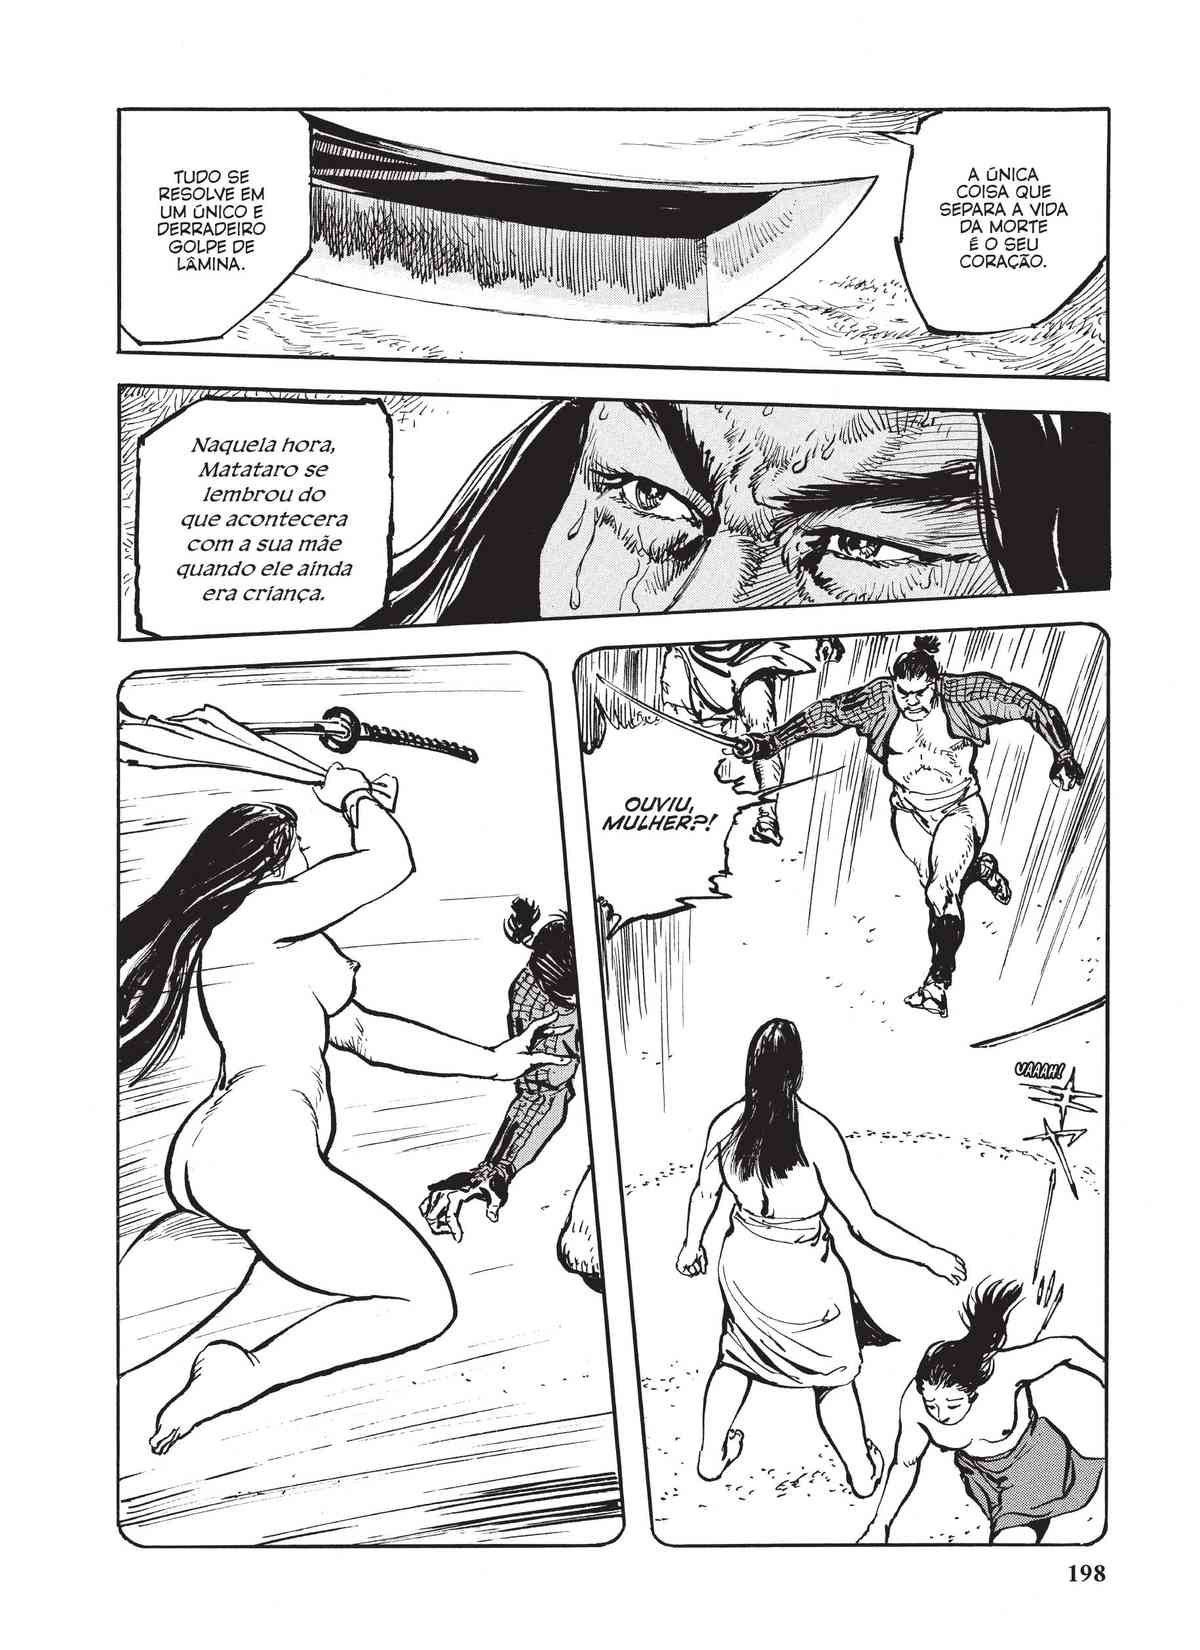 A ÚNICA
COISA QUE
SEPARA A VIDA
DA MORTE
É O SEU
CORAÇÃO.
TUDO SE
RESOLVE EM
UM ÚNICO E
DERRADEIRO
GOLPE DE
LÂMINA.
Naquela hora,
Matataro se
lembrou do
que acontecera
com a sua mãe
quando ele ainda
era criança.
OUVIU,
MULHER?!
UAAAH!
198